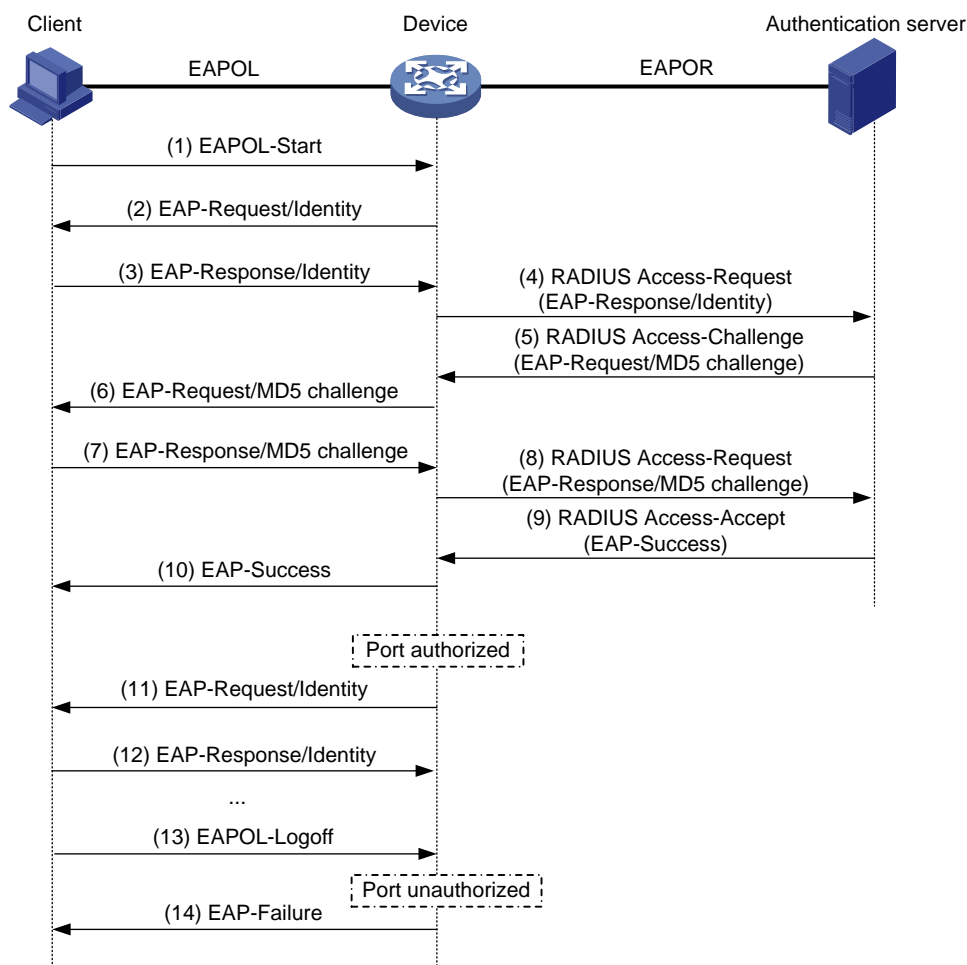 Client
Device
Authentication server
EAPOL
EAPOR
(1) EAPOL-Start
(2) EAP-Request/Identity
(3) EAP-Response/Identity
(4) RADIUS Access-Request
(EAP-Response/Identity)
(5) RADIUS Access-Challenge
(EAP-Request/MD5 challenge)
(6) EAP-Request/MD5 challenge
(7) EAP-Response/MD5 challenge
(8) RADIUS Access-Request
(EAP-Response/MD5 challenge)
(9) RADIUS Access-Accept
(EAP-Success)
(10) EAP-Success
Port authorized
(11) EAP-Request/Identity
(12) EAP-Response/Identity
...
(13) EAPOL-Logoff
Port unauthorized
(14) EAP-Failure